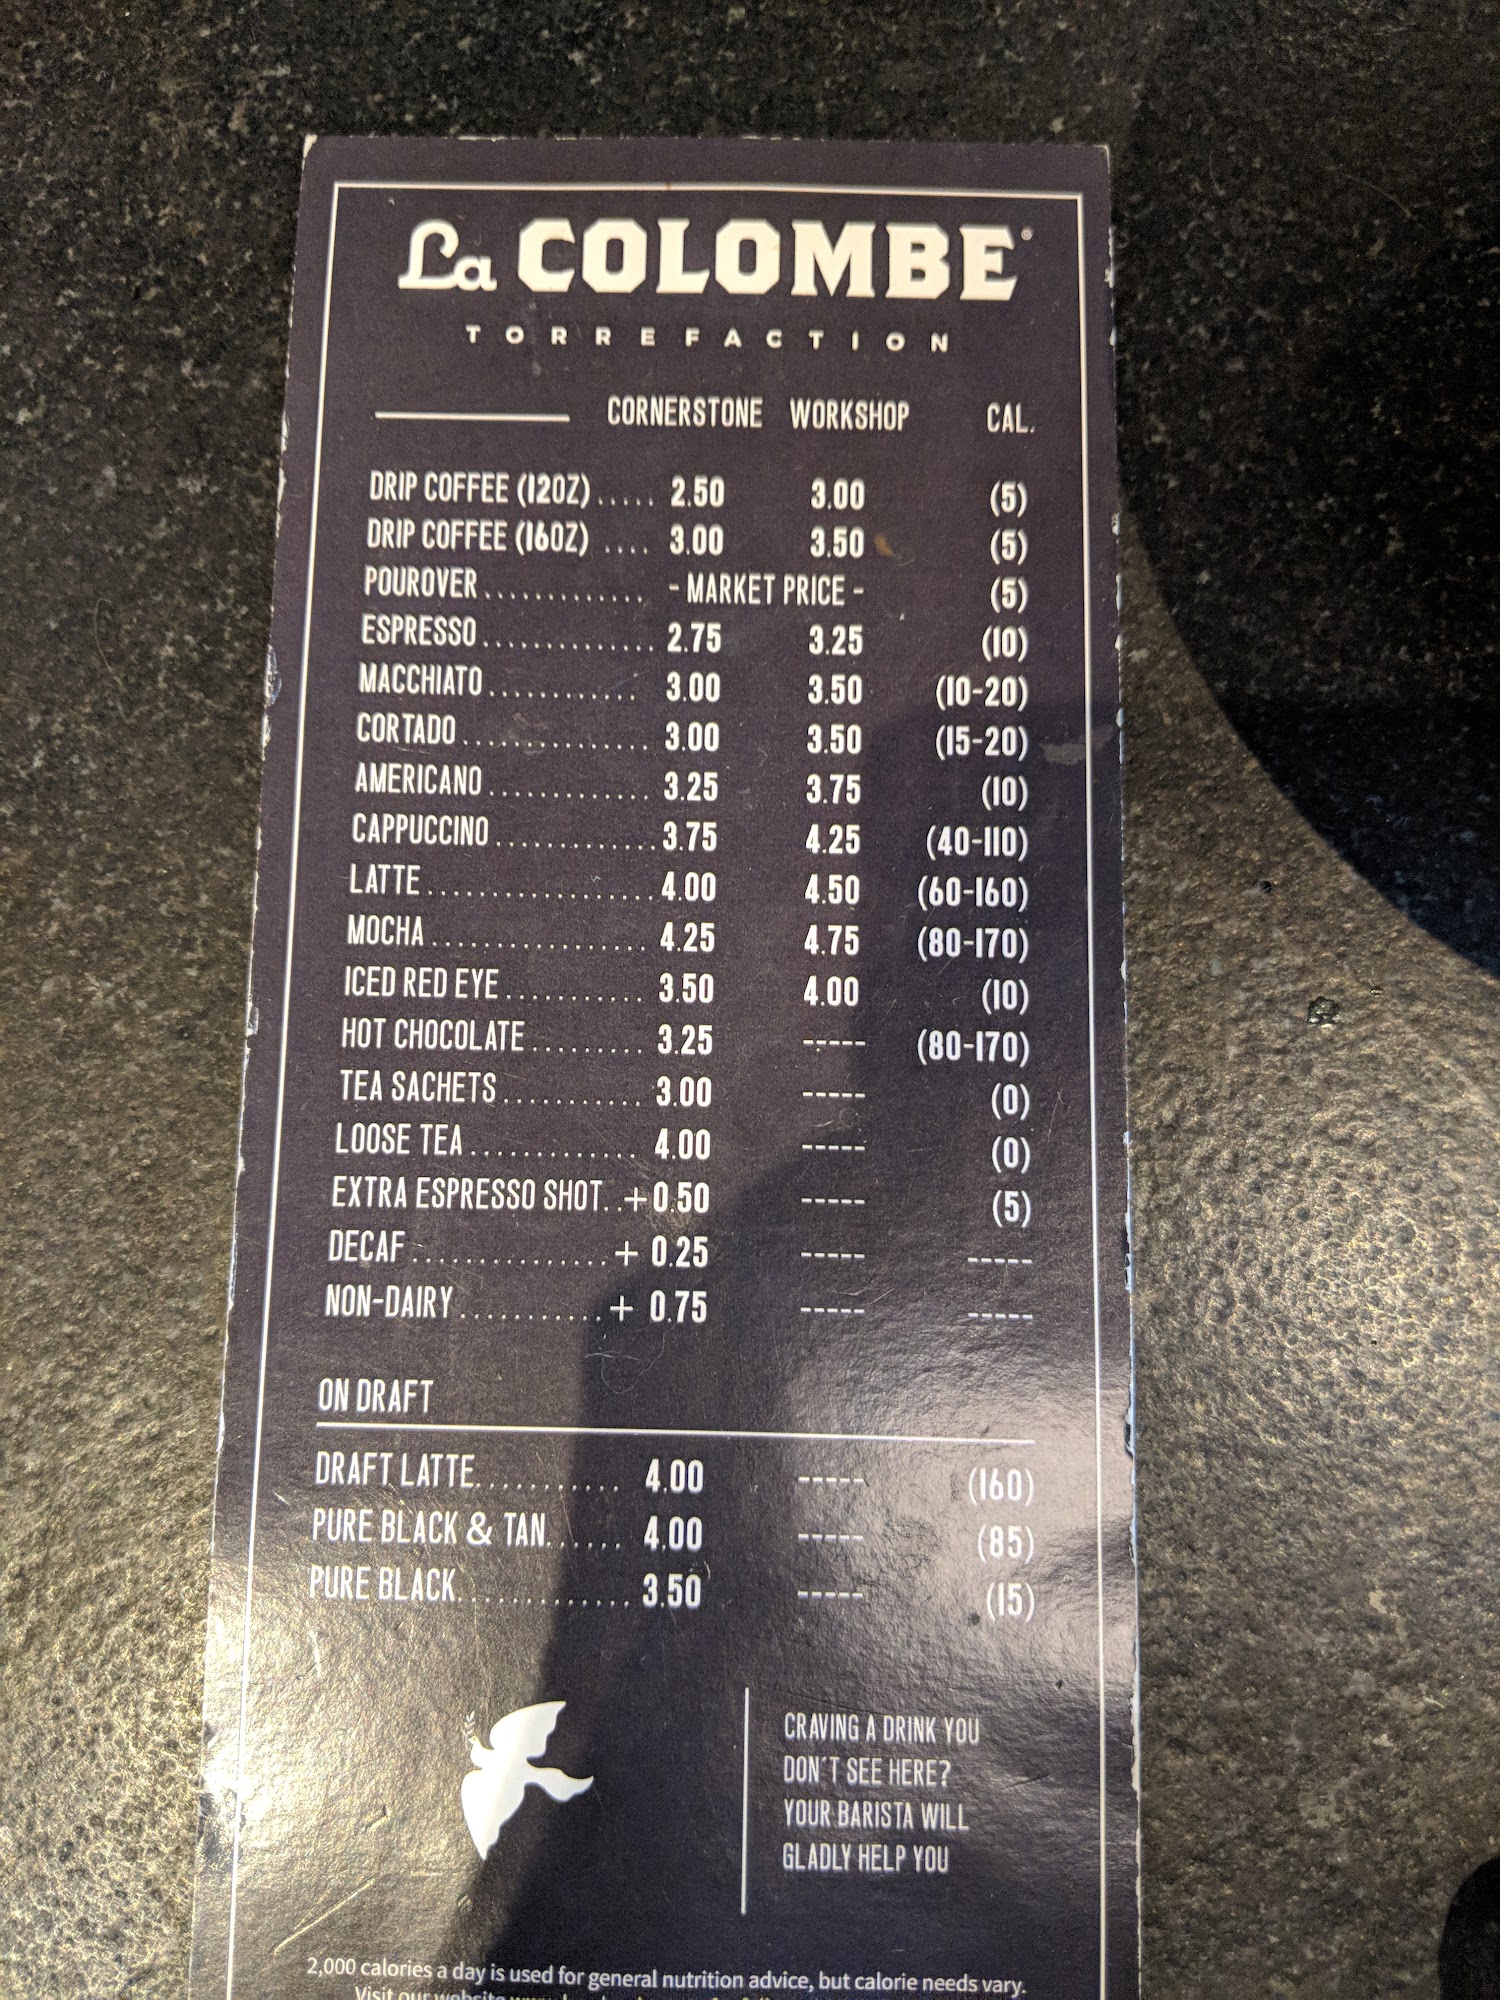 La COLOMBE®
TORREFACTION
CORNERSTONE WORKSHOP CAL.
DRIP COFFEE (12OZ) ..... 2.50 3.00 (5)
DRIP COFFEE (16OZ) .... 3.00 3.50 (5)
POUROVER ............. - MARKET PRICE - (5)
ESPRESSO .............. 2.75 3.25 (10)
MACCHIATO ............ 3.00 3.50 (10-20)
CORTADO ............... 3.00 3.50 (15-20)
AMERICANO ............. 3.25 3.75 (10)
CAPPUCCINO ............. 3.75 4.25 (40-110)
LATTE .................. 4.00 4.50 (60-160)
MOCHA ................. 4.25 4.75 (80-170)
ICED RED EYE ........... 3.50 4.00 (10)
HOT CHOCOLATE ......... 3.25 ----- (80-170)
TEA SACHETS ........... 3.00 ----- (0)
LOOSE TEA ............. 4.00 ----- (0)
EXTRA ESPRESSO SHOT. .+0.50 ----- (5)
DECAF ............... + 0.25 ----- -----
NON-DAIRY ........... + 0.75 ----- -----
ON DRAFT
DRAFT LATTE............ 4.00 ----- (160)
PURE BLACK & TAN...... 4.00 ----- (85)
PURE BLACK.............. 3.50 ----- (15)
CRAVING A DRINK YOU
DON'T SEE HERE?
YOUR BARISTA WILL
GLADLY HELP YOU
2,000 calories a day is used for general nutrition advice, but calorie needs vary.
Visit our website